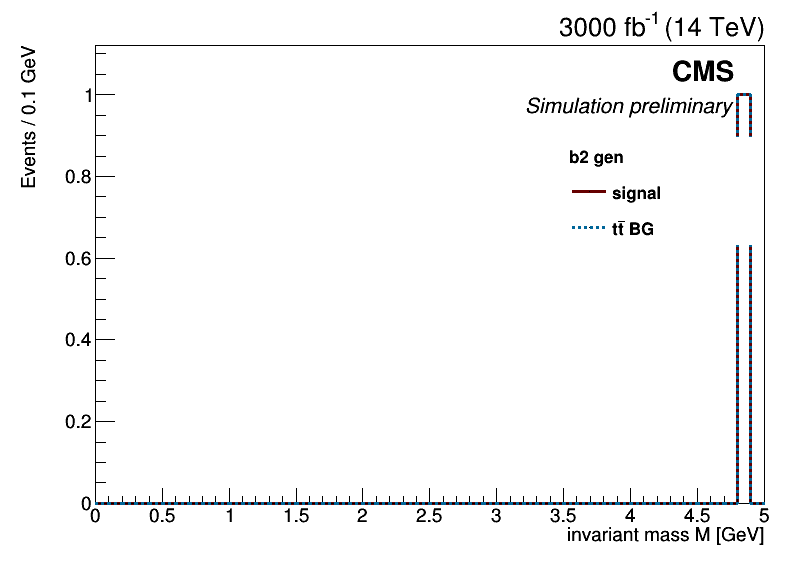 3000 fb⁻¹ (14 TeV)
CMS
Simulation preliminary
b2 gen
signal
tt̄ BG
Events / 0.1 GeV
1
0.8
0.6
0.4
0.2
0
0 0.5 1 1.5 2 2.5 3 3.5 4 4.5 5
invariant mass M [GeV]